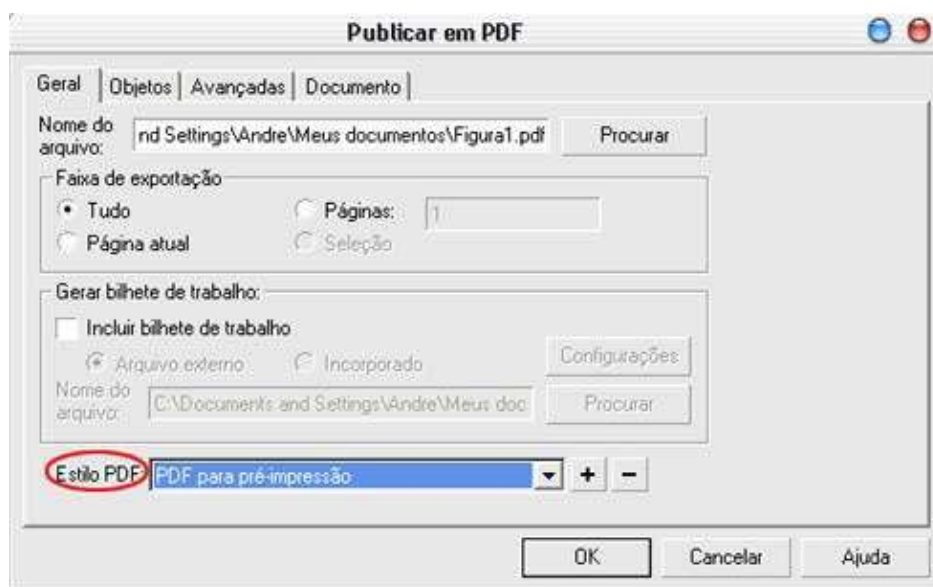 Publicar em PDF
Geral Objetos Avançadas Documento
Nome do arquivo: nd Settings\Andre\Meus documentos\Figura1.pdf Procurar
Faixa de exportação
Tudo Páginas: 1
Página atual Seleção
Gerar bilhete de trabalho:
Incluir bilhete de trabalho
Arquivo externo Incorporado Configurações
Nome do arquivo: C:\Documents and Settings\Andre\Meus doc Procurar
Estilo PDF PDF para pré-impressão + −
OK Cancelar Ajuda